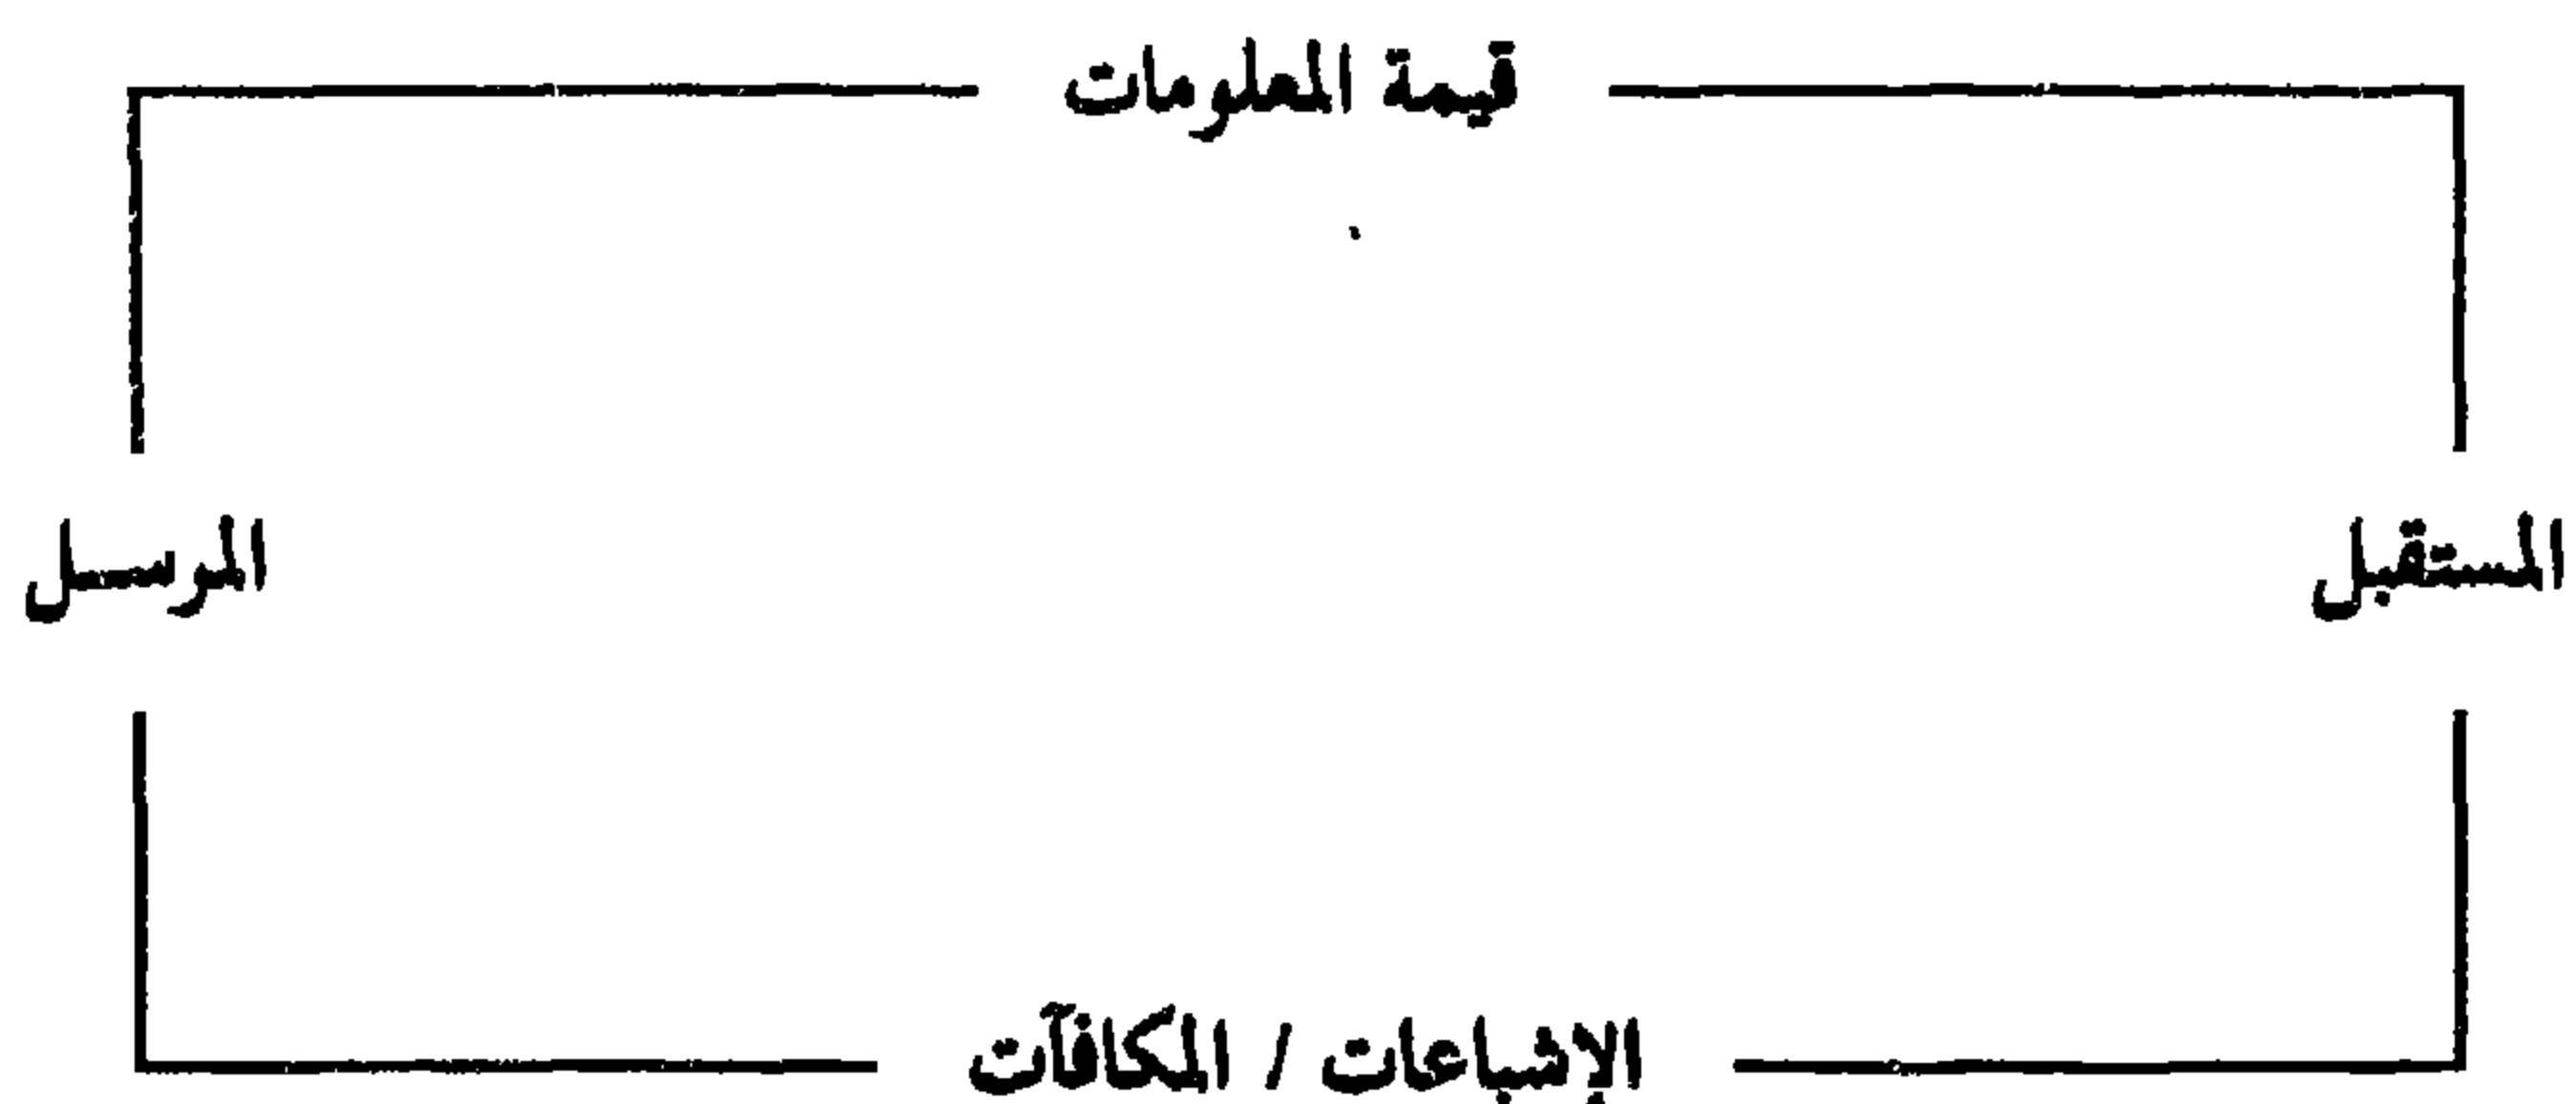 قيمة المعلومات
المستقبل
المرسل
الإشباعات / المكافآت